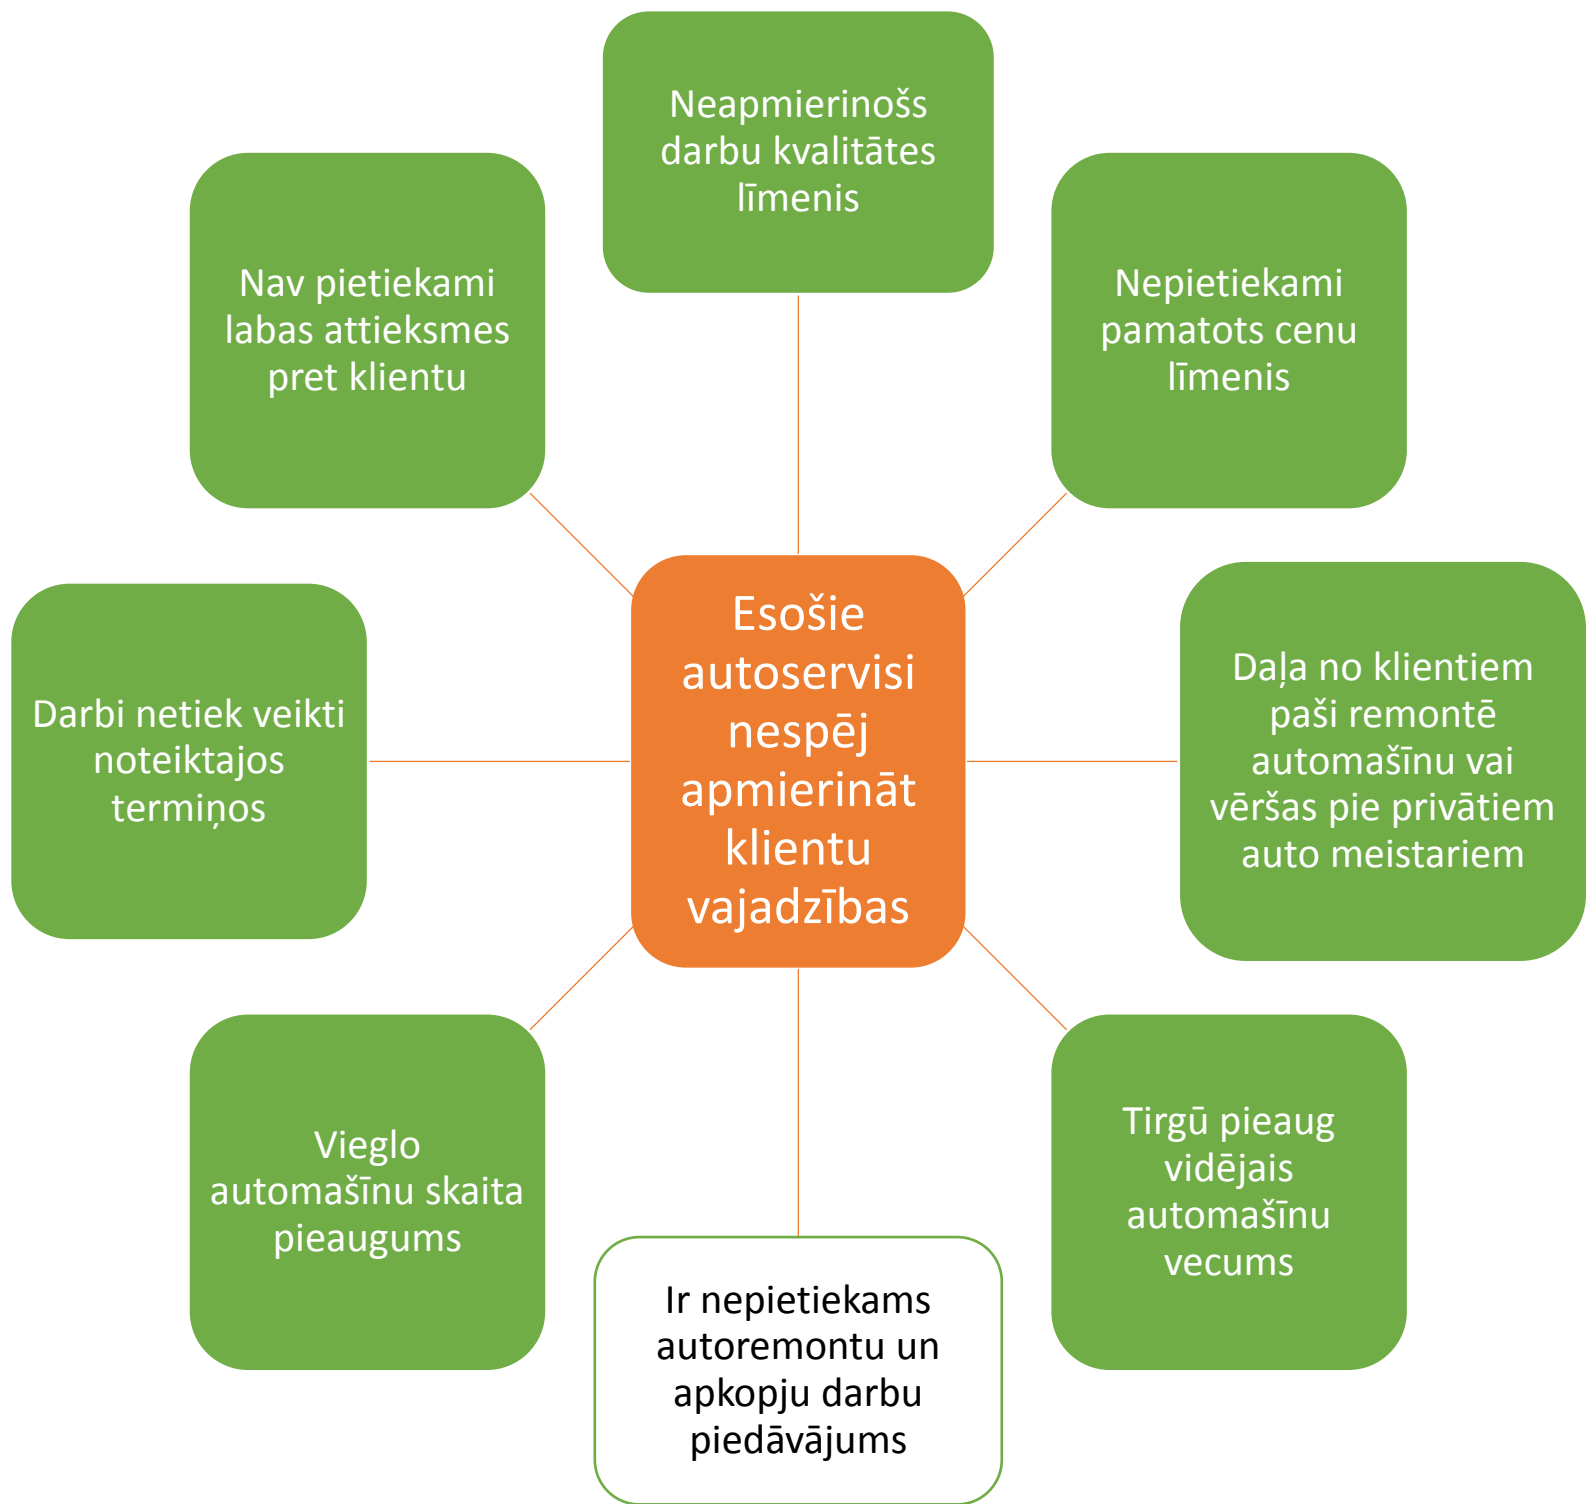 Neapmierinošs
darbu kvalitātes
līmenis
Nav pietiekami
labas attieksmes
pret klientu
Nepietiekami
pamatots cenu
līmenis
Esošie
autoservisi
nespēj
apmierināt
klientu
vajadzības
Darbi netiek veikti
noteiktajos
termiņos
Daļa no klientiem
paši remontē
automašīnu vai
vēršas pie privātiem
auto meistariem
Vieglo
automašīnu skaita
pieaugums
Tirgū pieaug
vidējais
automašīnu
vecums
Ir nepietiekams
autoremontu un
apkopju darbu
piedāvājums